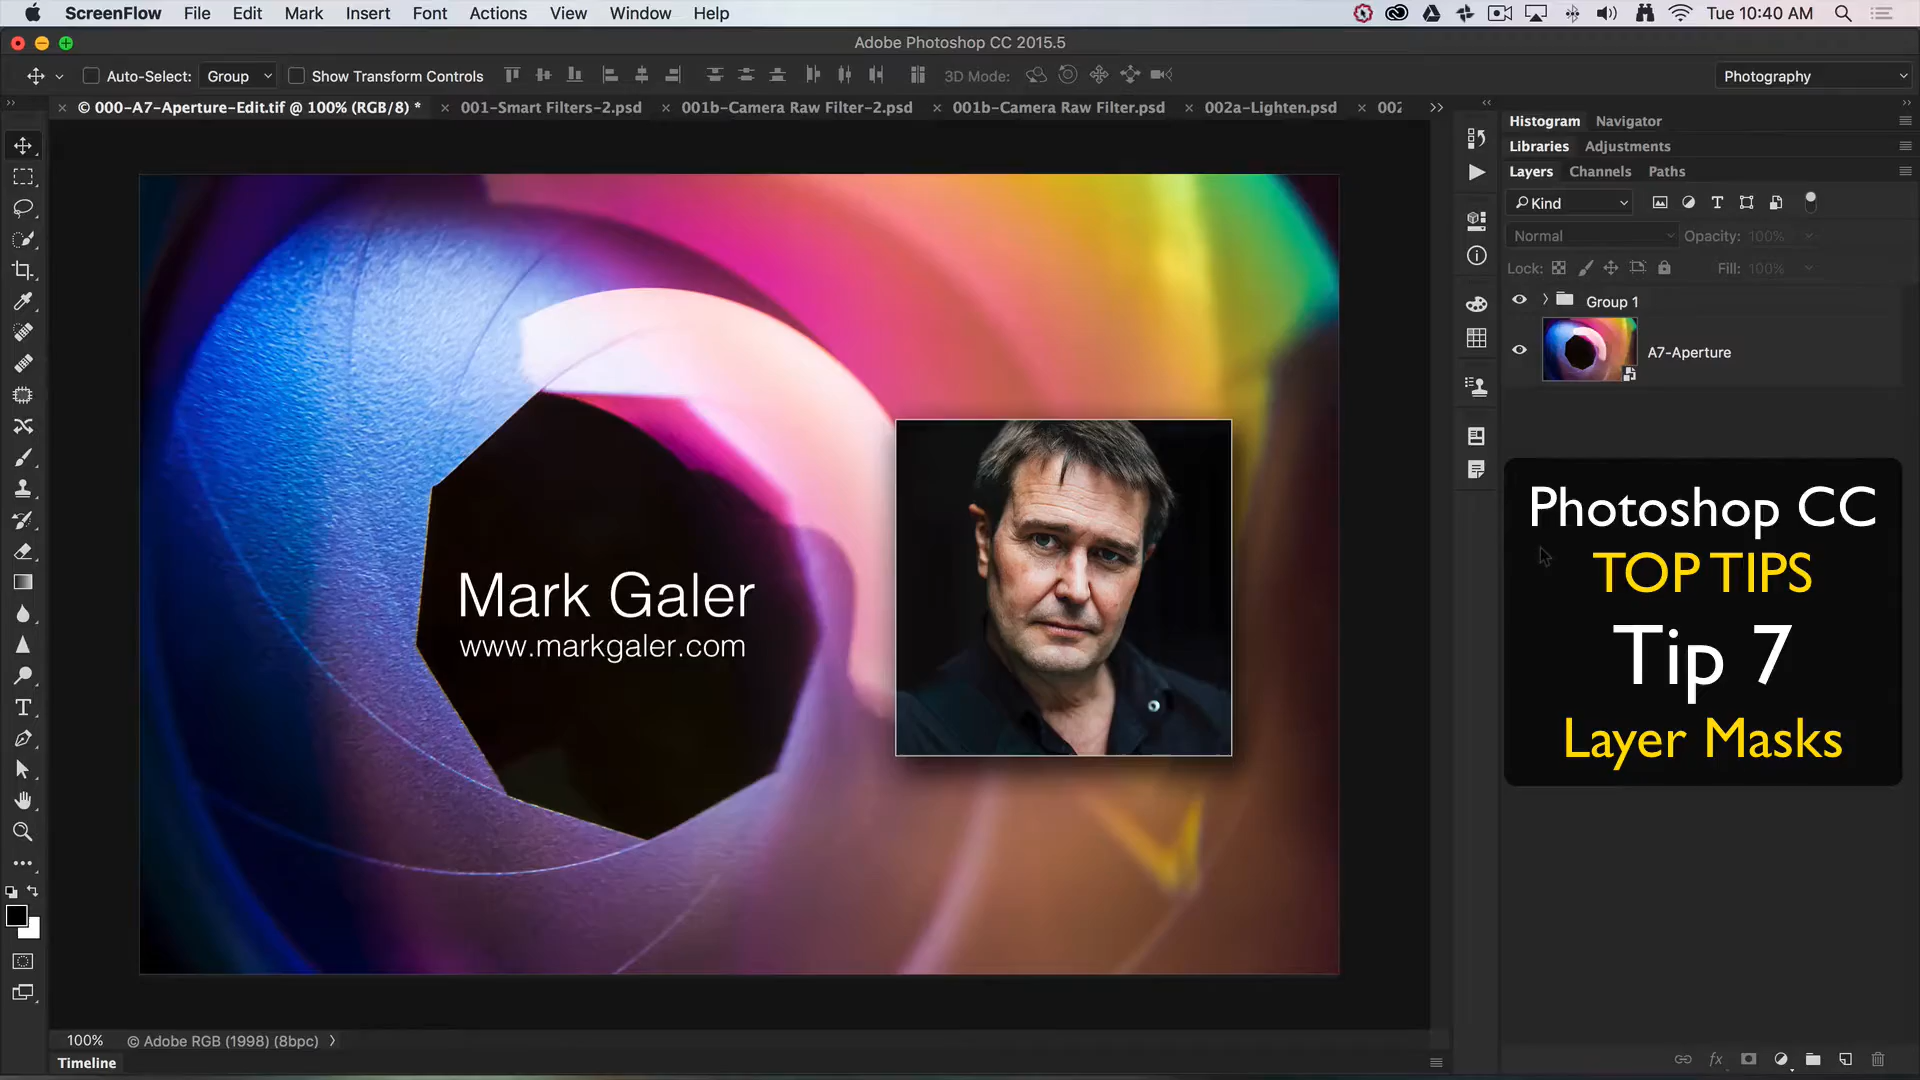 ScreenFlow File Edit Mark Insert Font Actions View Window Help Tue 10:40 AM
Adobe Photoshop CC 2015.5
Auto-Select: Group Show Transform Controls 3D Mode: Photography
© 000-A7-Aperture-Edit.tif @ 100% (RGB/8) * 001-Smart Filters-2.psd 001b-Camera Raw Filter-2.psd 001b-Camera Raw Filter.psd 002a-Lighten.psd 002
Histogram Navigator
Libraries Adjustments
Layers Channels Paths
Kind
Normal Opacity: 100%
Lock: Fill: 100%
Group 1
A7-Aperture
Mark Galer
www.markgaler.com
Photoshop CC
TOP TIPS
Tip 7
Layer Masks
100% © Adobe RGB (1998) (8bpc)
Timeline
fx